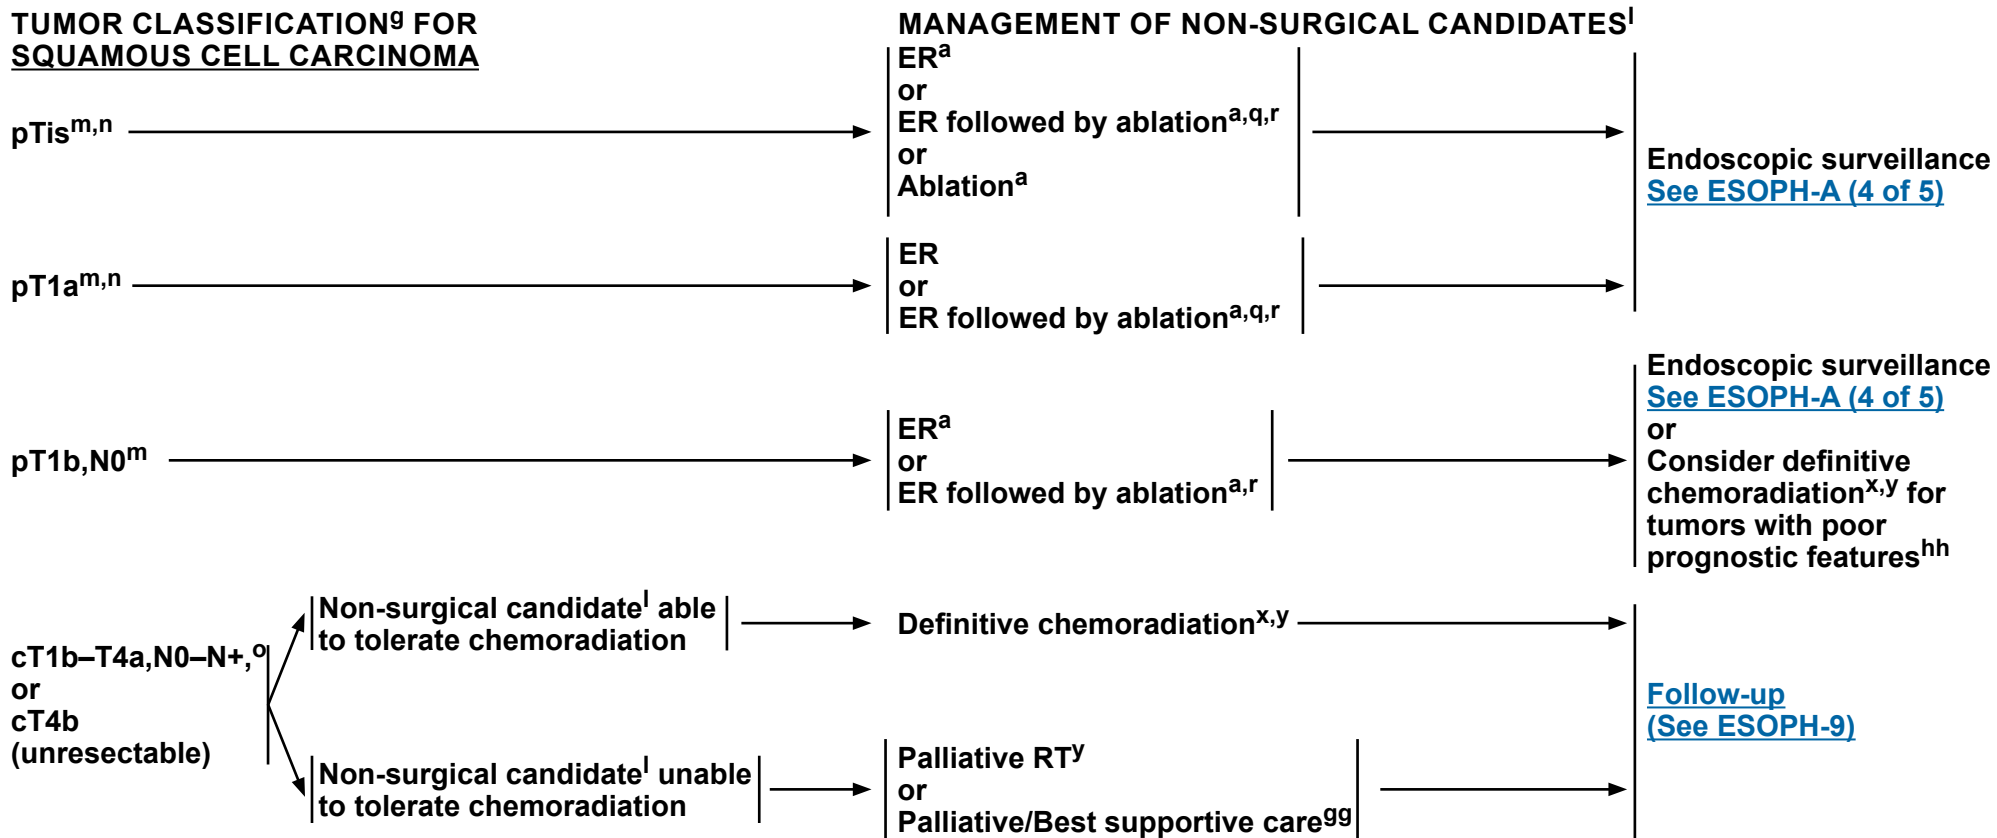 TUMOR CLASSIFICATIONg FOR
SQUAMOUS CELL CARCINOMA
MANAGEMENT OF NON-SURGICAL CANDIDATESl
pTism,n
ERa
or
ER followed by ablationa,q,r
or
Ablationa
Endoscopic surveillance
See ESOPH-A (4 of 5)
pT1am,n
ER
or
ER followed by ablationa,q,r
pT1b,N0m
ERa
or
ER followed by ablationa,r
Endoscopic surveillance
See ESOPH-A (4 of 5)
or
Consider definitive
chemoradiationx,y for
tumors with poor
prognostic featureshh
cT1b–T4a,N0–N+,o
or
cT4b
(unresectable)
Non-surgical candidatel able
to tolerate chemoradiation
Definitive chemoradiationx,y
Non-surgical candidatel unable
to tolerate chemoradiation
Palliative RTy
or
Palliative/Best supportive caregg
Follow-up
(See ESOPH-9)